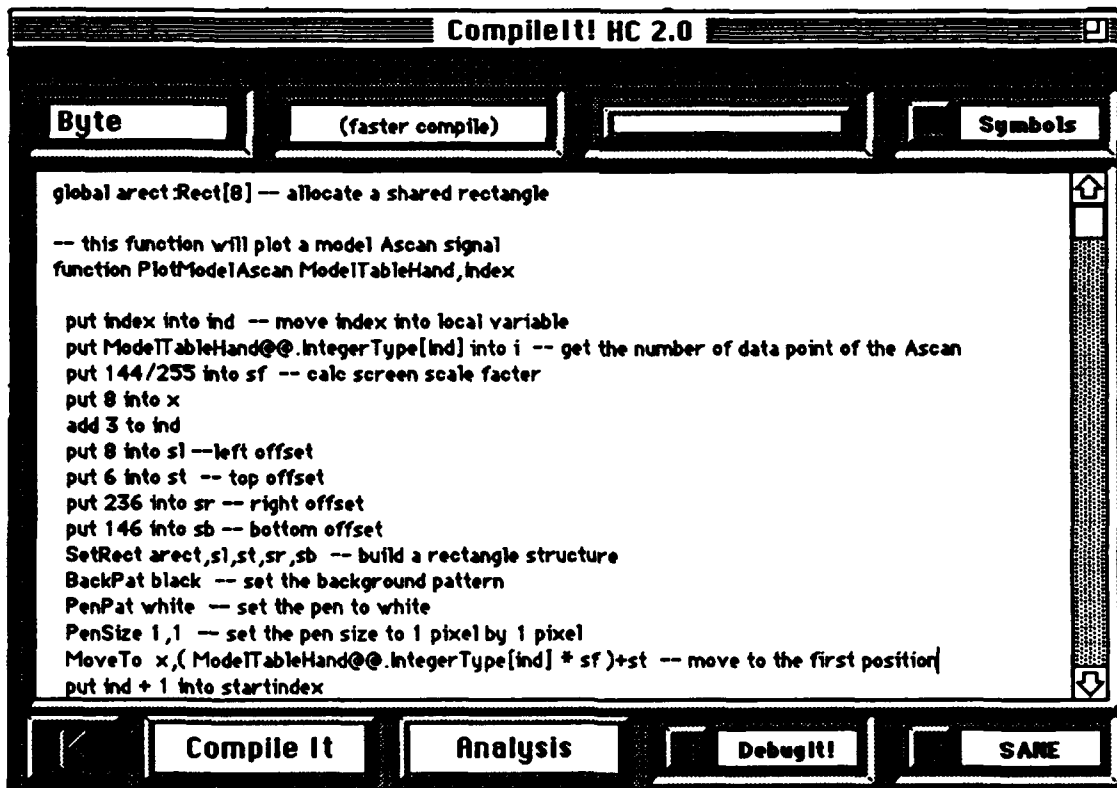 CompileIt! HC 2.0
Byte
(faster compile)
Symbols
global arect:Rect[8] -- allocate a shared rectangle
-- this function will plot a model Ascan signal
function PlotModelAscan ModelTableHand,index
put index into ind -- move index into local variable
put ModelTableHand@@.IntegerType[ind] into i -- get the number of data point of the Ascan
put 144/255 into sf -- calc screen scale facter
put 8 into x
add 3 to ind
put 8 into sl --left offset
put 6 into st -- top offset
put 236 into sr -- right offset
put 146 into sb -- bottom offset
SetRect arect,sl,st,sr,sb -- build a rectangle structure
BackPat black -- set the background pattern
PenPat white -- set the pen to white
PenSize 1,1 -- set the pen size to 1 pixel by 1 pixel
MoveTo x,( ModelTableHand@@.IntegerType[ind] * sf )+st -- move to the first position
put ind + 1 into startindex
Compile It
Analysis
DebugIt!
SANE